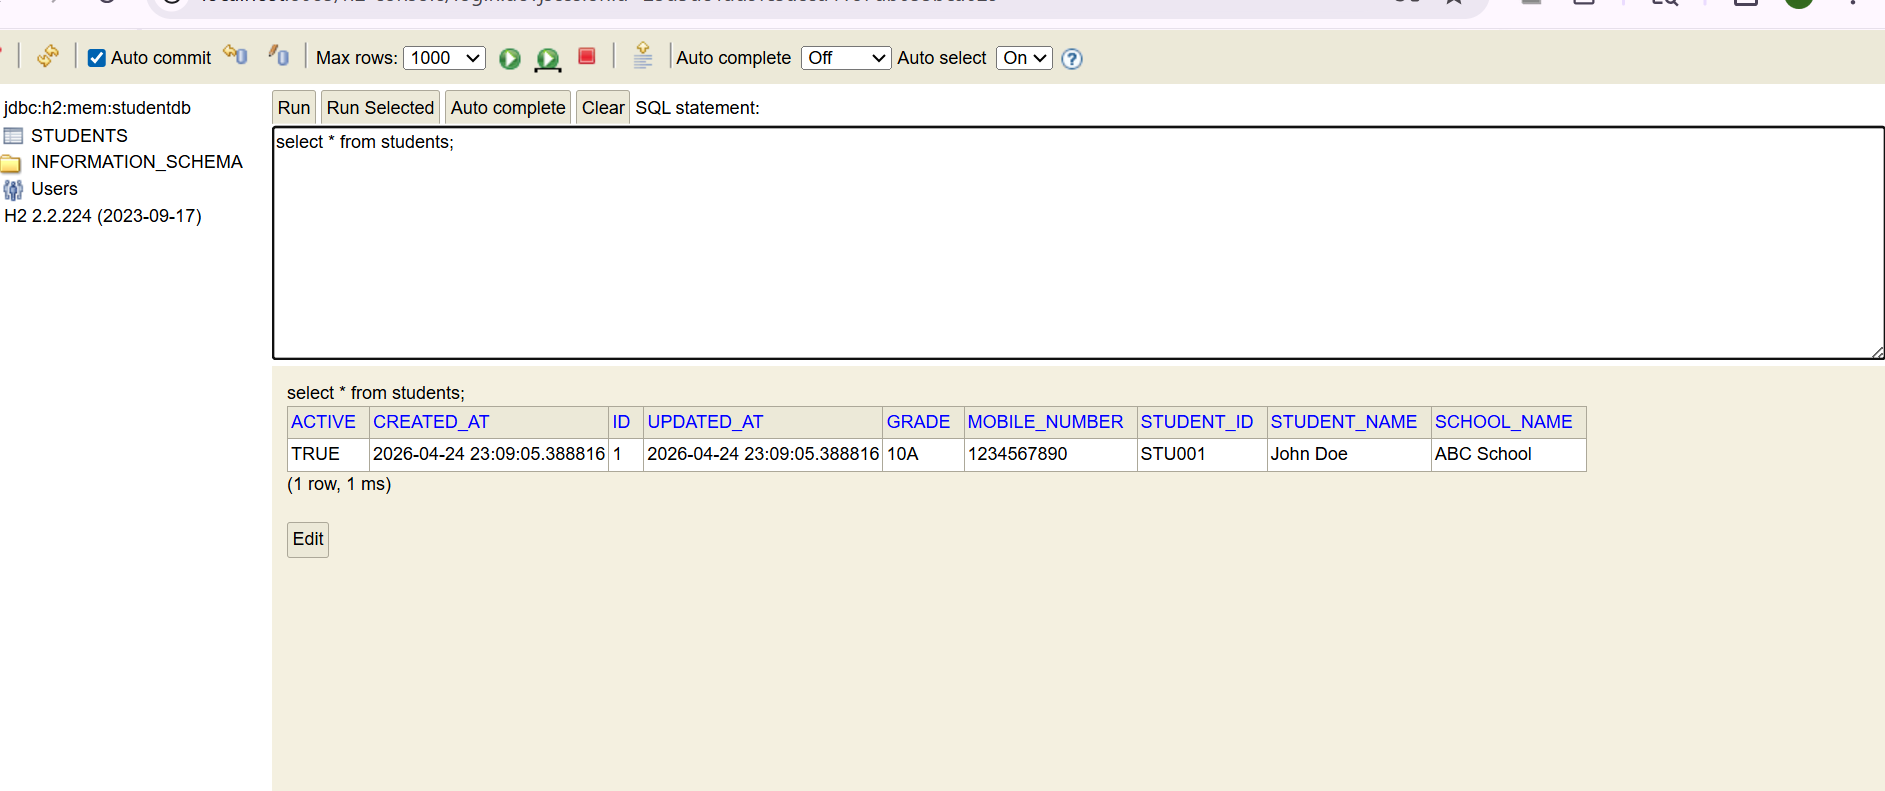 Auto commit Max rows: 1000 Auto complete Off Auto select On ?
jdbc:h2:mem:studentdb
STUDENTS
INFORMATION_SCHEMA
Users
H2 2.2.224 (2023-09-17)
Run Run Selected Auto complete Clear SQL statement:
select * from students;
select * from students;
ACTIVE CREATED_AT ID UPDATED_AT GRADE MOBILE_NUMBER STUDENT_ID STUDENT_NAME SCHOOL_NAME
TRUE 2026-04-24 23:09:05.388816 1 2026-04-24 23:09:05.388816 10A 1234567890 STU001 John Doe ABC School
(1 row, 1 ms)
Edit